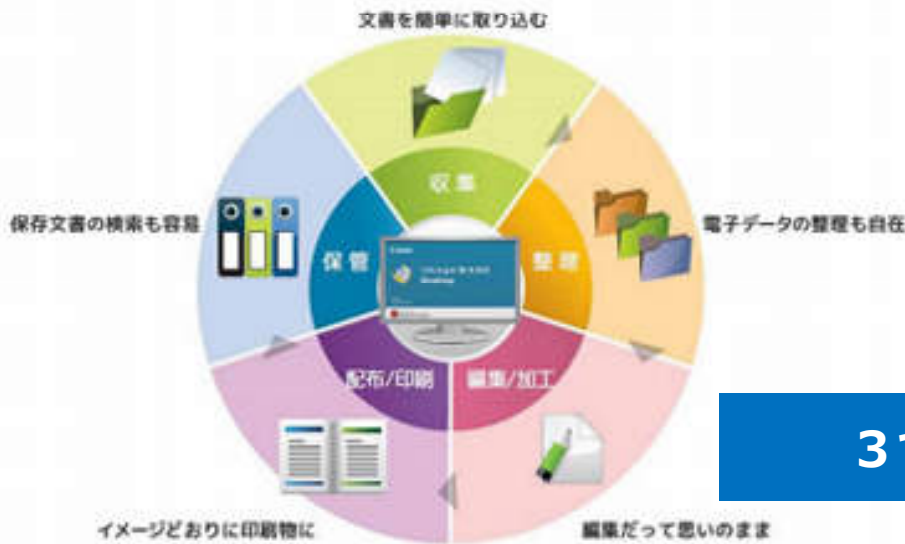 文書を簡単に取り込む
収集
保存文書の検索も容易
保管
整理
電子データの整理も自在
配布/印刷
編集/加工
31
イメージどおりに印刷物に
編集だって思いのまま